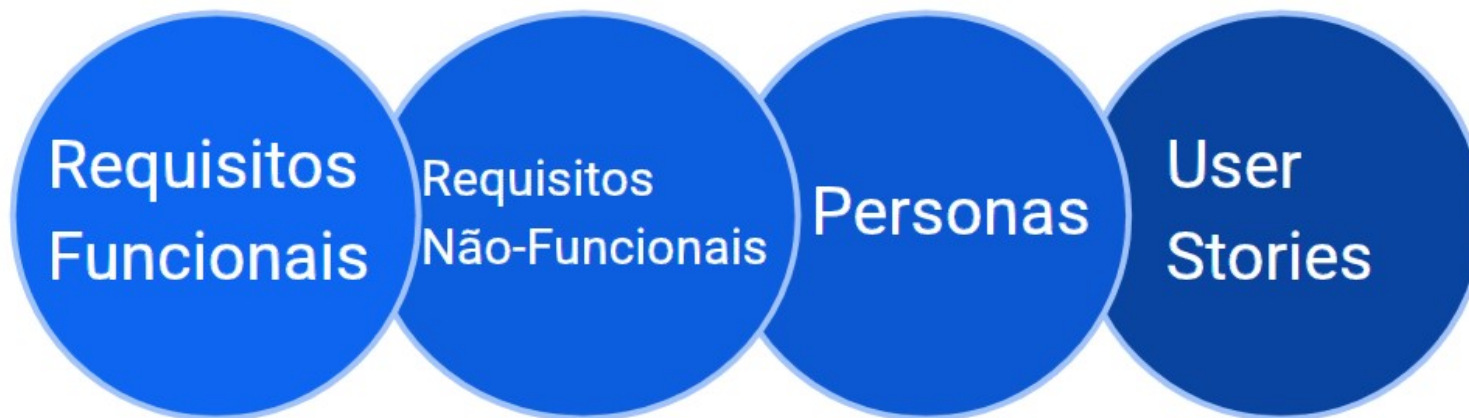 Requisitos
Funcionais
Requisitos
Não-Funcionais
Personas
User
Stories